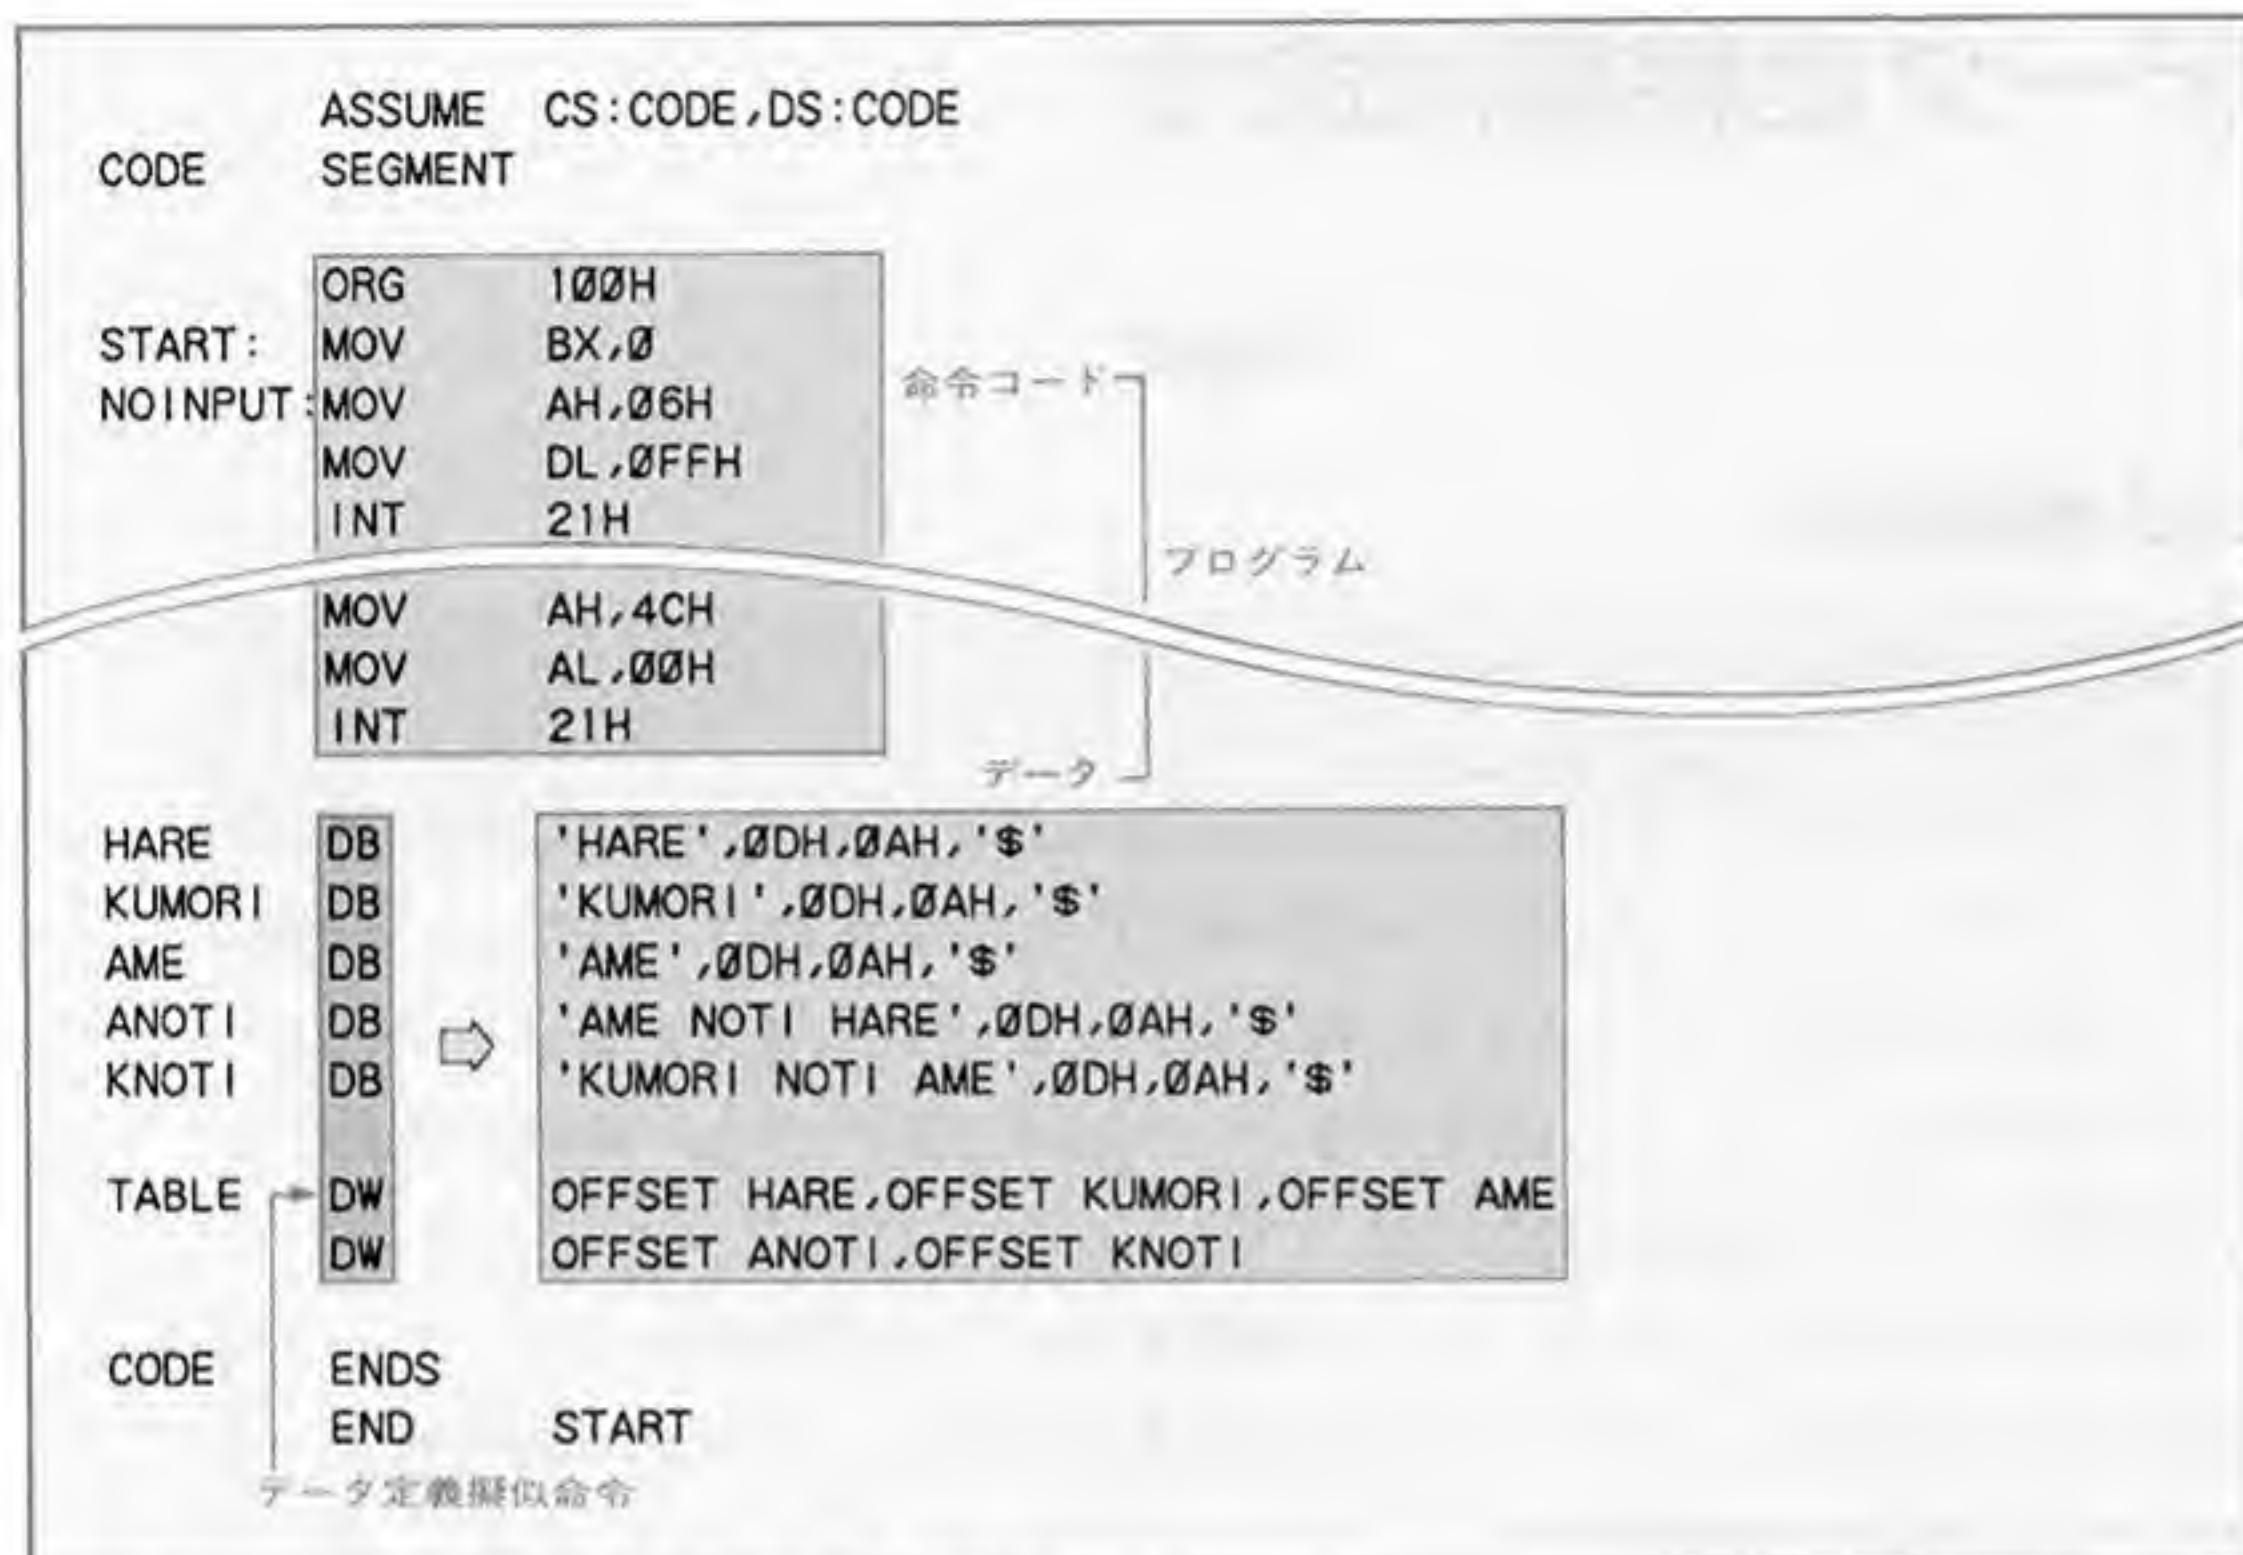 ASSUME CS:CODE,DS:CODE
CODE SEGMENT
ORG 100H
START: MOV BX,0
NOINPUT:MOV AH,06H
命令コード
MOV DL,0FFH
INT 21H
プログラム
MOV AH,4CH
MOV AL,00H
INT 21H
データ
HARE DB 'HARE',0DH,0AH,'$'
KUMORI DB 'KUMORI',0DH,0AH,'$'
AME DB 'AME',0DH,0AH,'$'
ANOTI DB 'AME NOTI HARE',0DH,0AH,'$'
KNOTI DB 'KUMORI NOTI AME',0DH,0AH,'$'
TABLE DW OFFSET HARE,OFFSET KUMORI,OFFSET AME
DW OFFSET ANOTI,OFFSET KNOTI
CODE ENDS
END START
データ定義擬似命令